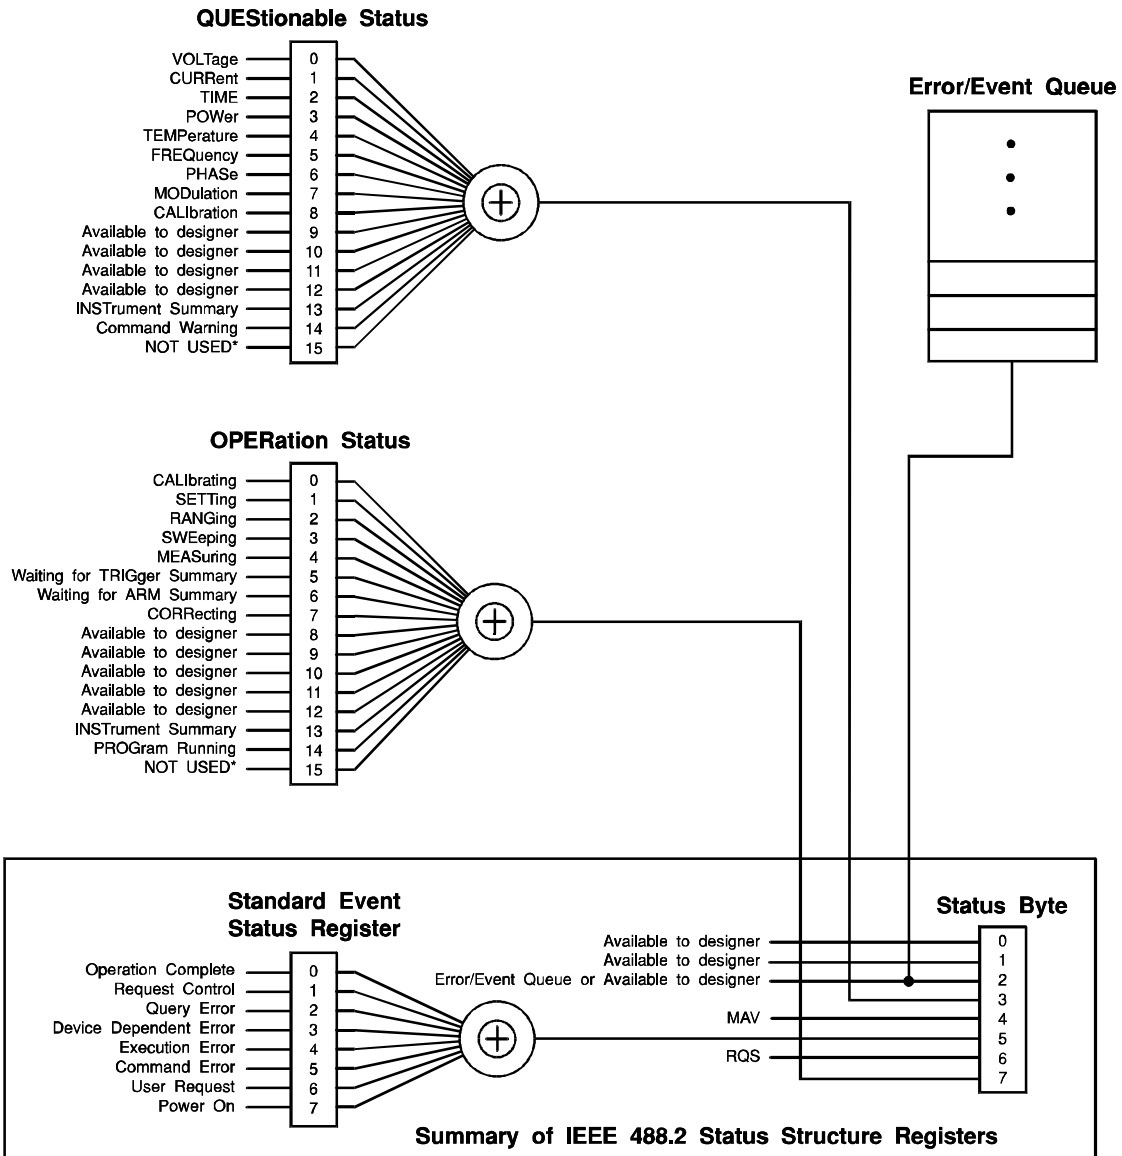 QUEStionable Status
VOLTage 0
CURRent 1
TIME 2
POWer 3
TEMPerature 4
FREQuency 5
PHASe 6
MODulation 7
CALIbration 8
Available to designer 9
Available to designer 10
Available to designer 11
Available to designer 12
INSTrument Summary 13
Command Warning 14
NOT USED* 15
+
Error/Event Queue
OPERation Status
CALIbrating 0
SETTing 1
RANGing 2
SWEeping 3
MEASuring 4
Waiting for TRIGger Summary 5
Waiting for ARM Summary 6
CORRecting 7
Available to designer 8
Available to designer 9
Available to designer 10
Available to designer 11
Available to designer 12
INSTrument Summary 13
PROGram Running 14
NOT USED* 15
+
Standard Event
Status Register
Operation Complete 0
Request Control 1
Query Error 2
Device Dependent Error 3
Execution Error 4
Command Error 5
User Request 6
Power On 7
+
Status Byte
Available to designer 0
Available to designer 1
Error/Event Queue or Available to designer 2
3
MAV 4
5
RQS 6
7
Summary of IEEE 488.2 Status Structure Registers